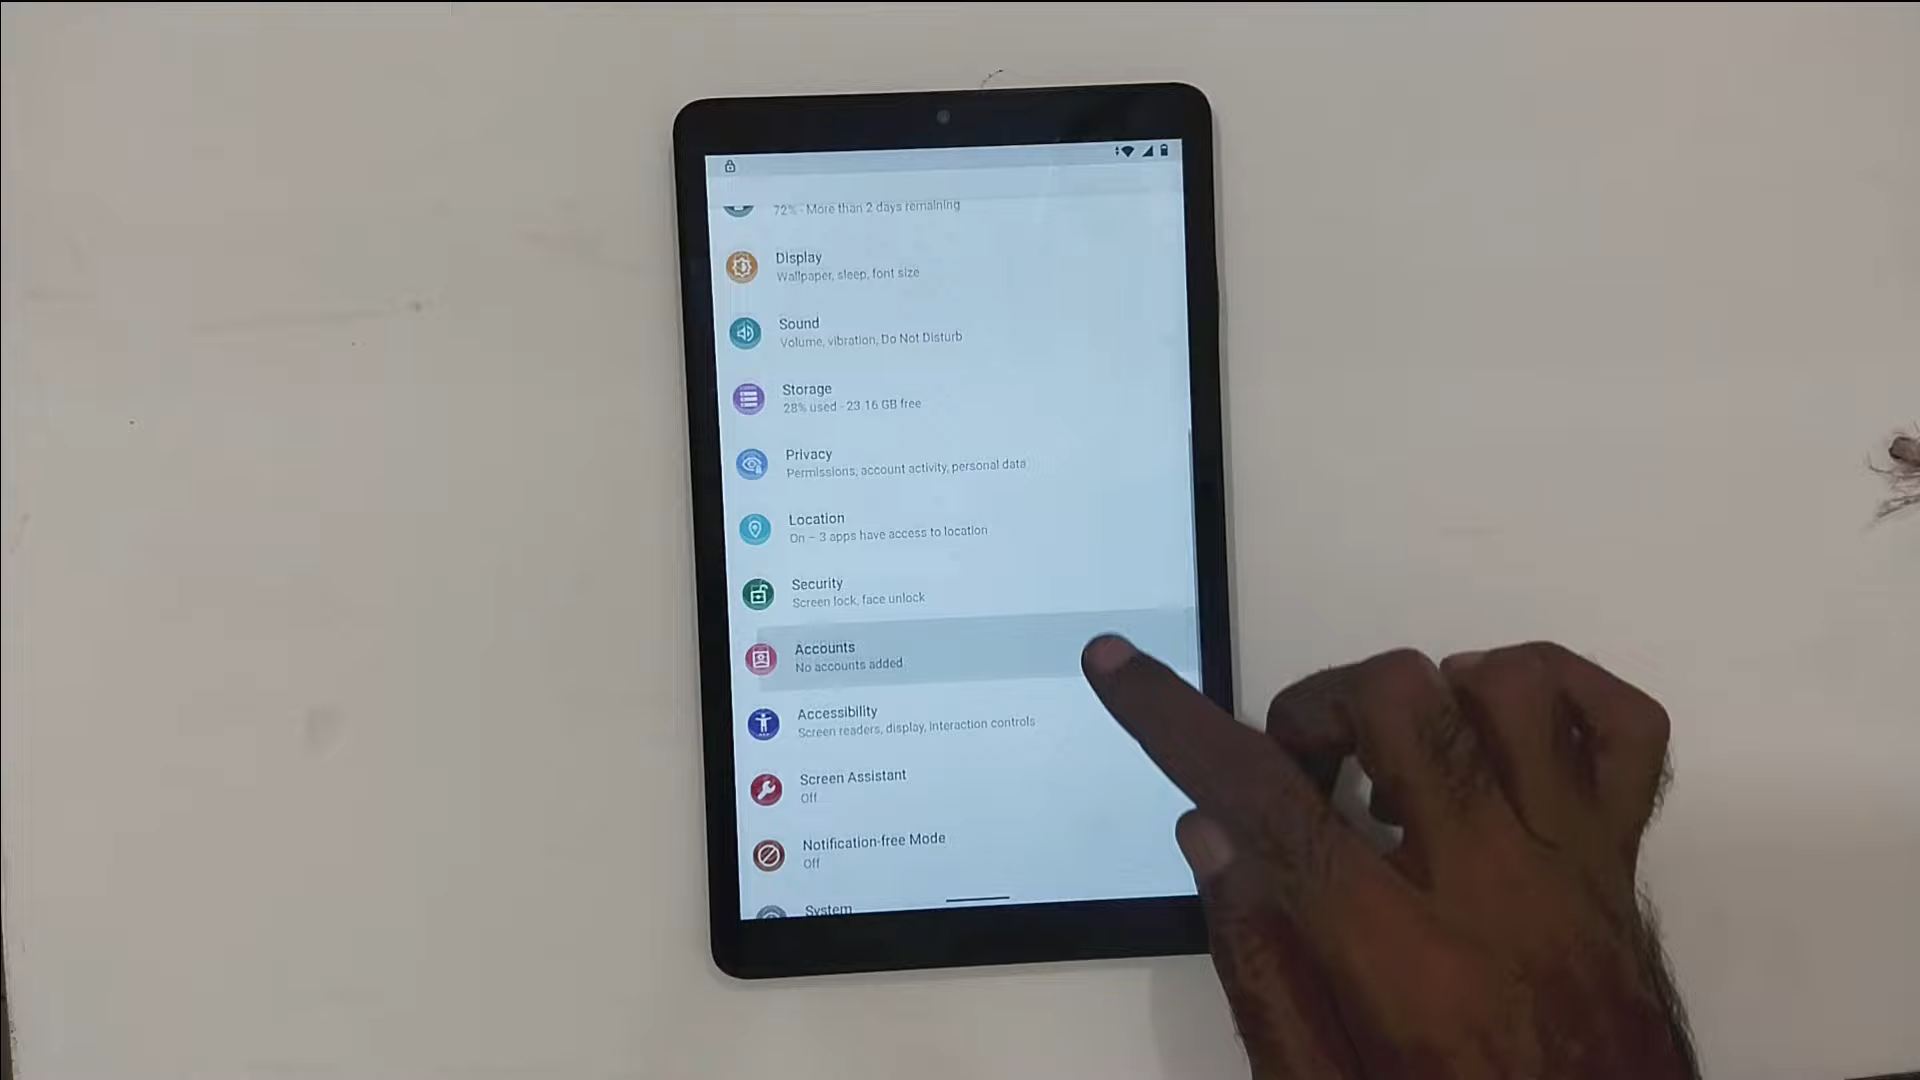 72% - More than 2 days remaining
Display
Wallpaper, sleep, font size
Sound
Volume, vibration, Do Not Disturb
Storage
28% used - 23.16 GB free
Privacy
Permissions, account activity, personal data
Location
On – 3 apps have access to location
Security
Screen lock, face unlock
Accounts
No accounts added
Accessibility
Screen readers, display, interaction controls
Screen Assistant
Off
Notification-free Mode
Off
System